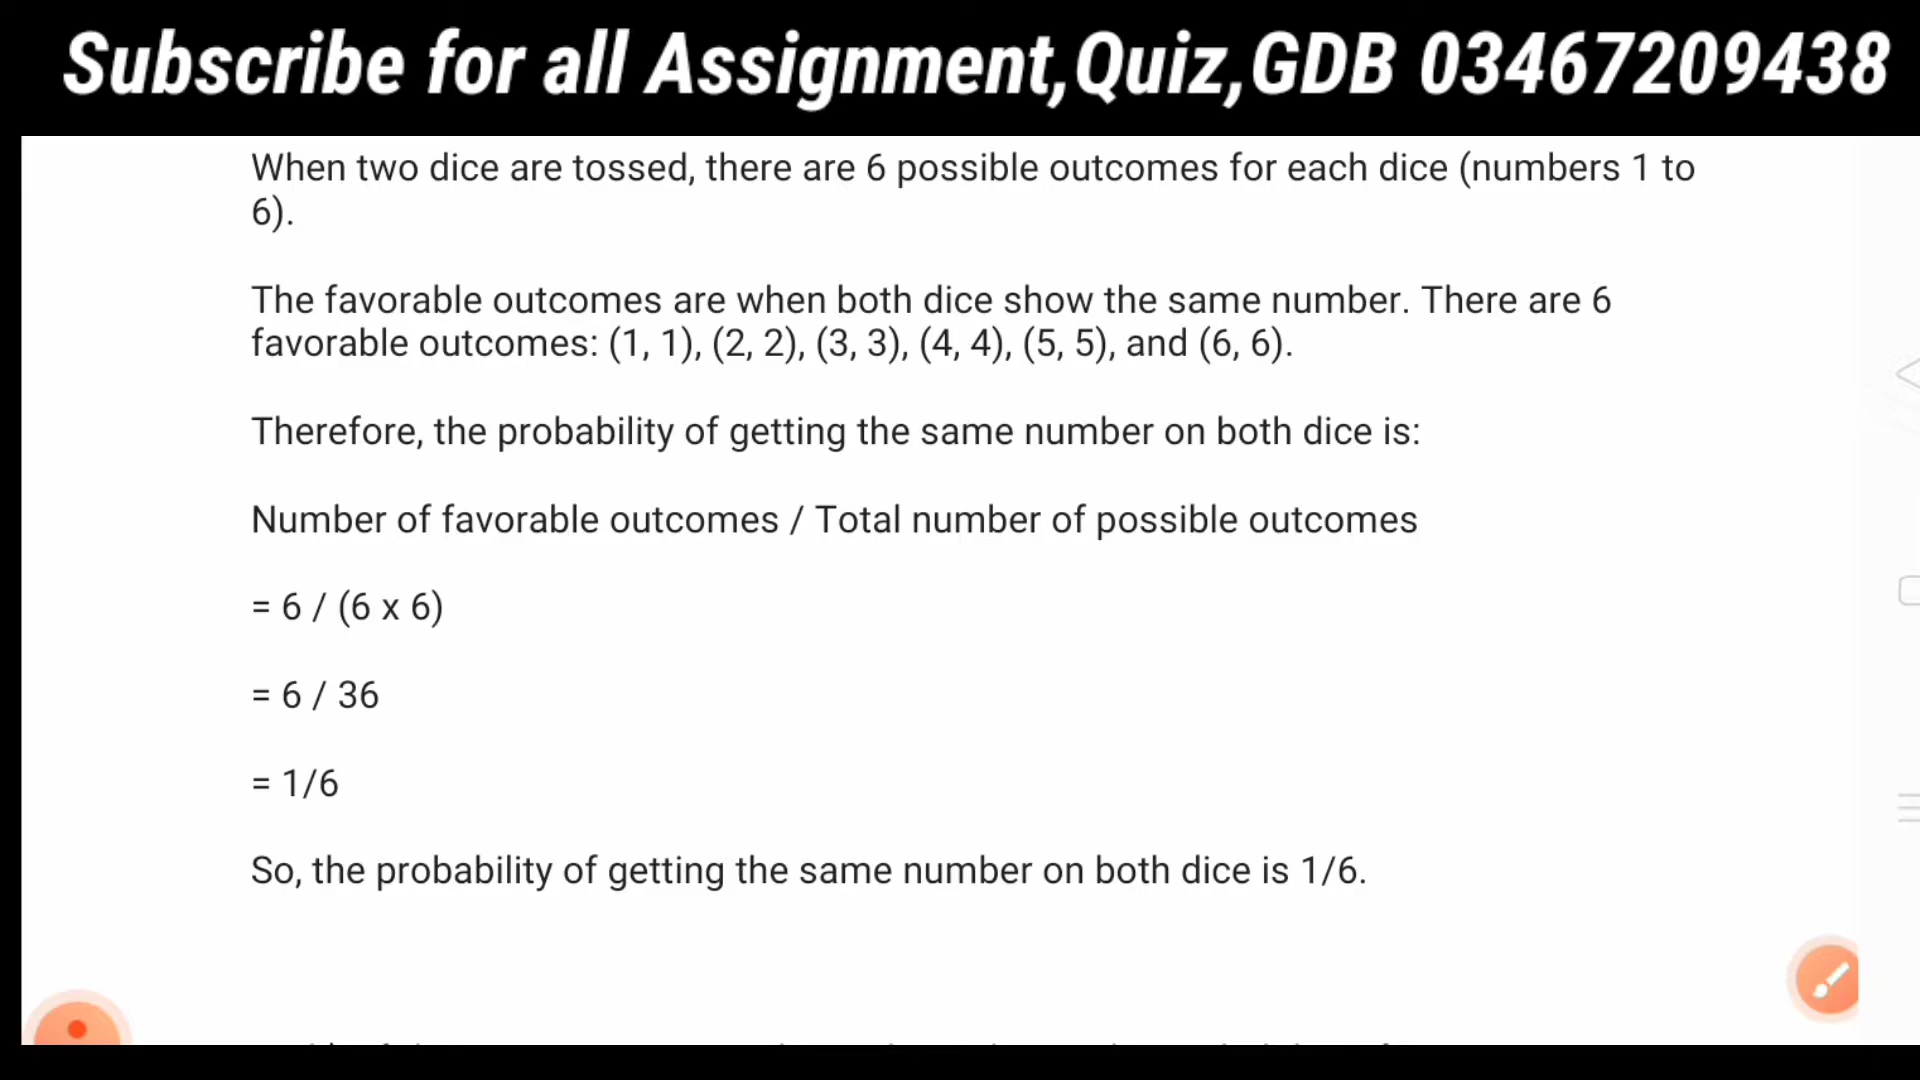 Subscribe for all Assignment,Quiz,GDB 03467209438
When two dice are tossed, there are 6 possible outcomes for each dice (numbers 1 to
6).
The favorable outcomes are when both dice show the same number. There are 6
favorable outcomes: (1, 1), (2, 2), (3, 3), (4, 4), (5, 5), and (6, 6).
Therefore, the probability of getting the same number on both dice is:
Number of favorable outcomes / Total number of possible outcomes
= 6 / (6 x 6)
= 6 / 36
= 1/6
So, the probability of getting the same number on both dice is 1/6.